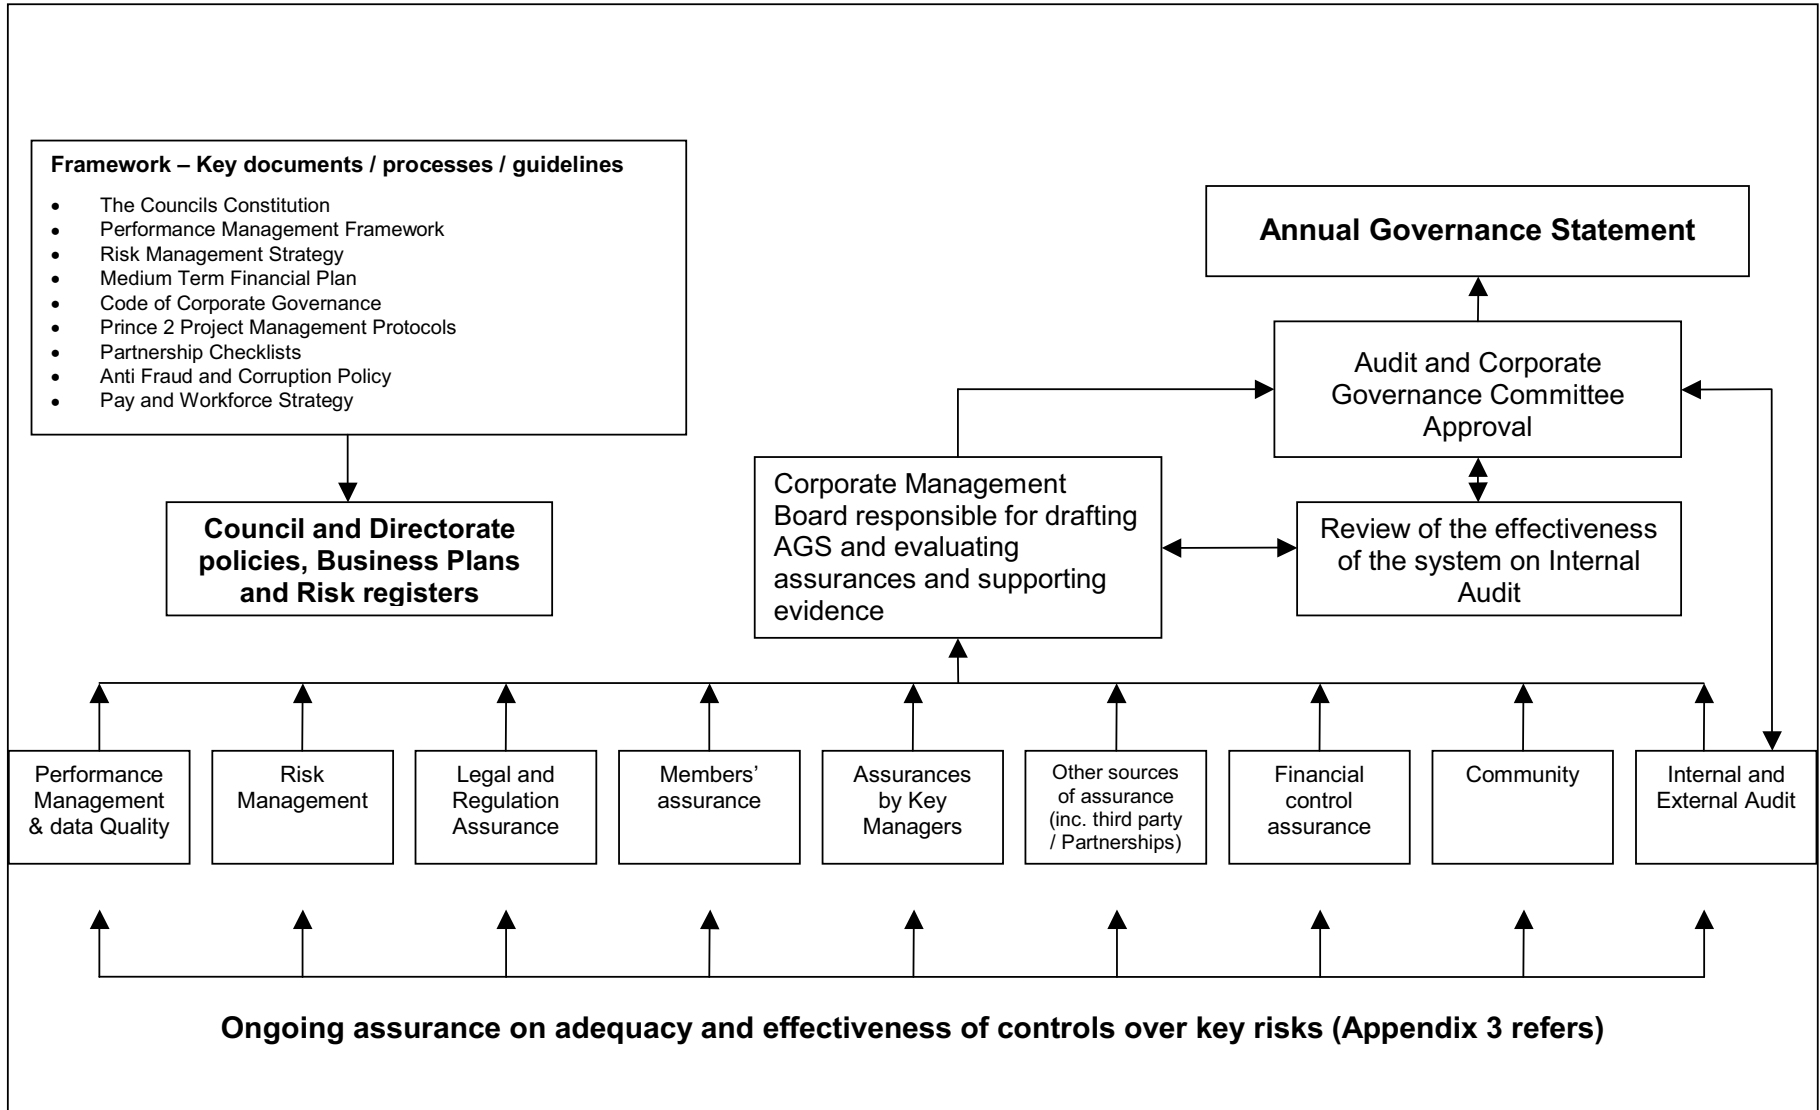 Framework – Key documents / processes / guidelines
• The Councils Constitution
• Performance Management Framework
• Risk Management Strategy
• Medium Term Financial Plan
• Code of Corporate Governance
• Prince 2 Project Management Protocols
• Partnership Checklists
• Anti Fraud and Corruption Policy
• Pay and Workforce Strategy
Council and Directorate
policies, Business Plans
and Risk registers
Annual Governance Statement
Audit and Corporate
Governance Committee
Approval
Corporate Management
Board responsible for drafting
AGS and evaluating
assurances and supporting
evidence
Review of the effectiveness
of the system on Internal
Audit
Performance
Management
& data Quality
Risk
Management
Legal and
Regulation
Assurance
Members’
assurance
Assurances
by Key
Managers
Other sources
of assurance
(inc. third party
/ Partnerships)
Financial
control
assurance
Community
Internal and
External Audit
Ongoing assurance on adequacy and effectiveness of controls over key risks (Appendix 3 refers)